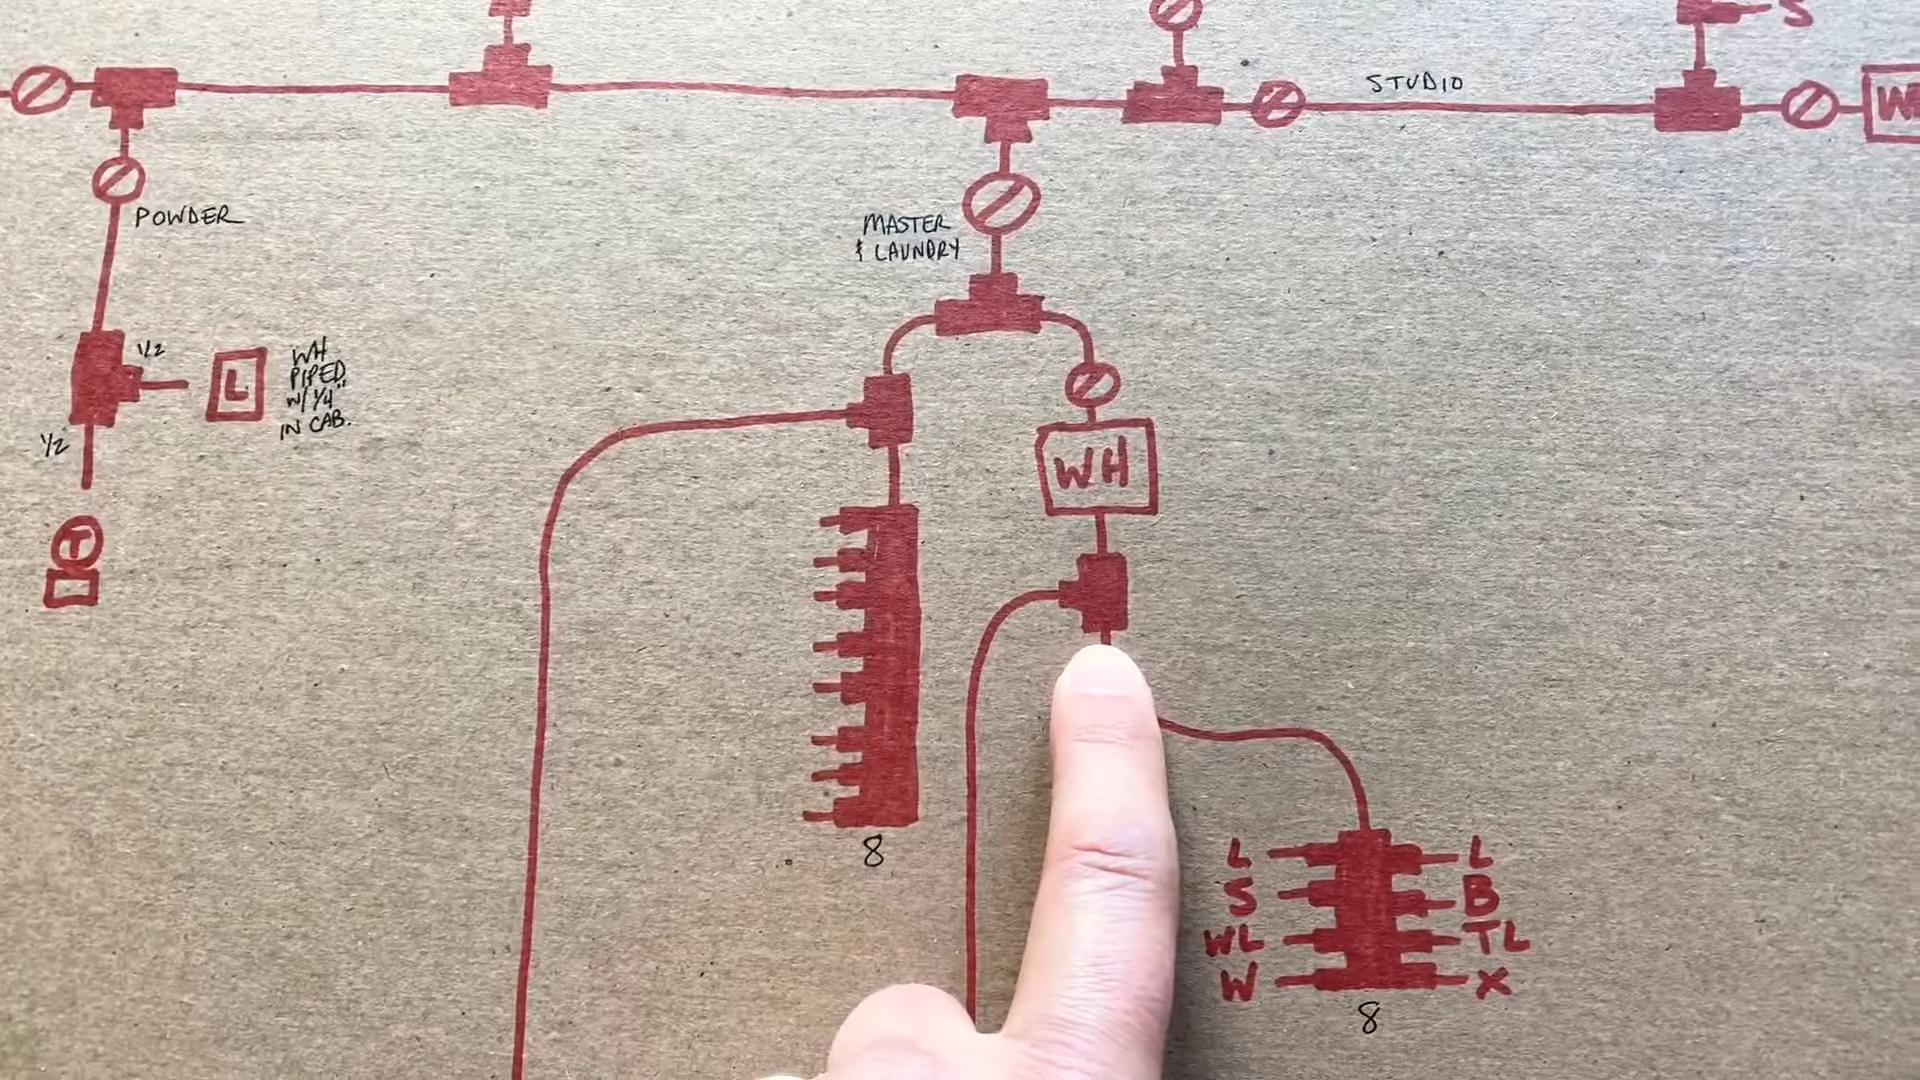 S
STUDIO
WH
POWDER
MASTER
& LAUNDRY
1/2
L
WH
PIPED
W/ 1/4"
IN CAB.
1/2
T
WH
8
L
L
S
B
WL
TL
W
X
8